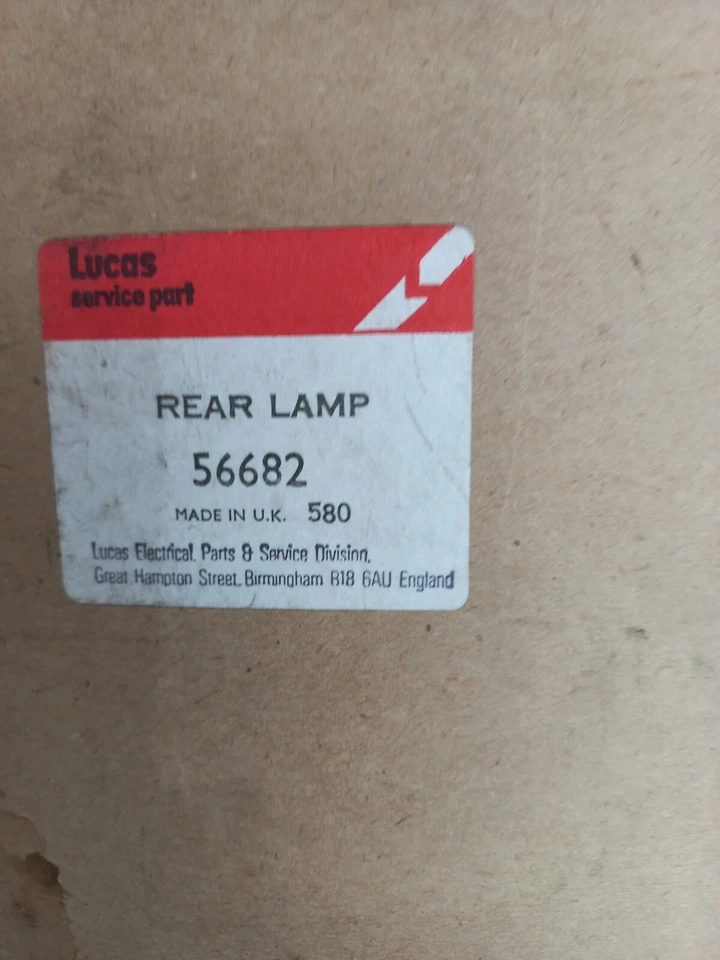 Lucas
service part
REAR LAMP
56682
MADE IN U.K. 580
Lucas Electrical, Parts & Service Division,
Great Hampton Street, Birmingham B18 6AU England